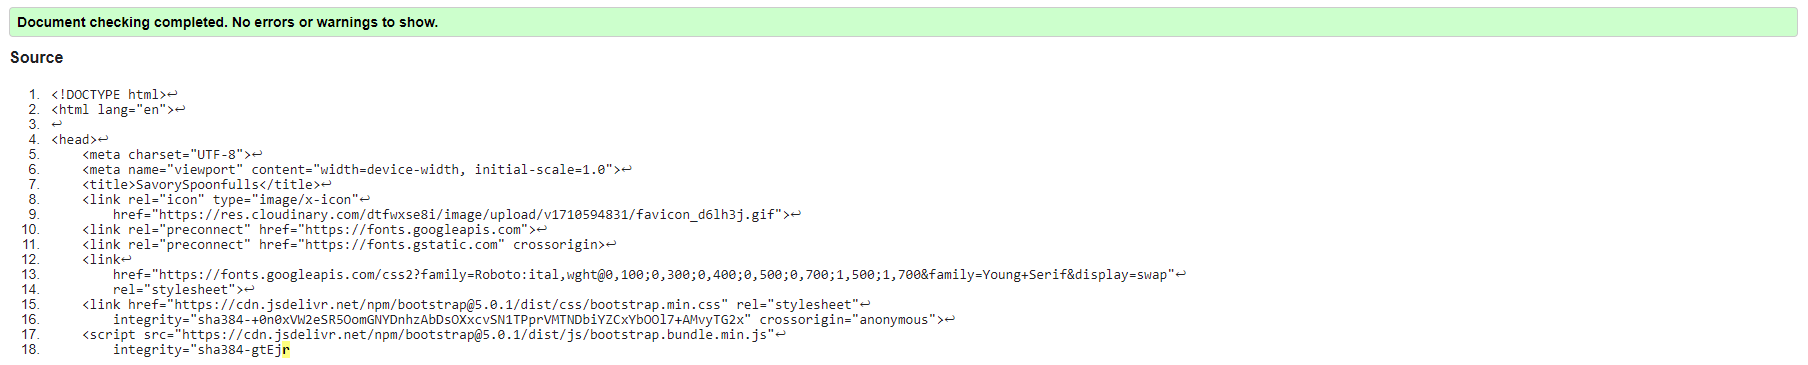 Document checking completed. No errors or warnings to show.
Source
1. <!DOCTYPE html>↩
2. <html lang="en">↩
3. ↩
4. <head>↩
5.     <meta charset="UTF-8">↩
6.     <meta name="viewport" content="width=device-width, initial-scale=1.0">↩
7.     <title>SavorySpoonfulls</title>↩
8.     <link rel="icon" type="image/x-icon"↩
9.         href="https://res.cloudinary.com/dtfwxse8i/image/upload/v1710594831/favicon_d6lh3j.gif">↩
10.     <link rel="preconnect" href="https://fonts.googleapis.com">↩
11.     <link rel="preconnect" href="https://fonts.gstatic.com" crossorigin>↩
12.     <link↩
13.         href="https://fonts.googleapis.com/css2?family=Roboto:ital,wght@0,100;0,300;0,400;0,500;0,700;1,500;1,700&family=Young+Serif&display=swap"↩
14.         rel="stylesheet">↩
15.     <link href="https://cdn.jsdelivr.net/npm/bootstrap@5.0.1/dist/css/bootstrap.min.css" rel="stylesheet"↩
16.         integrity="sha384-+0n0xVW2eSR5OomGNYDnhzAbDsOXxcvSN1TPprVMTNDbiYZCxYbOOl7+AMvyTG2x" crossorigin="anonymous">↩
17.     <script src="https://cdn.jsdelivr.net/npm/bootstrap@5.0.1/dist/js/bootstrap.bundle.min.js"↩
18.         integrity="sha384-gtEjr